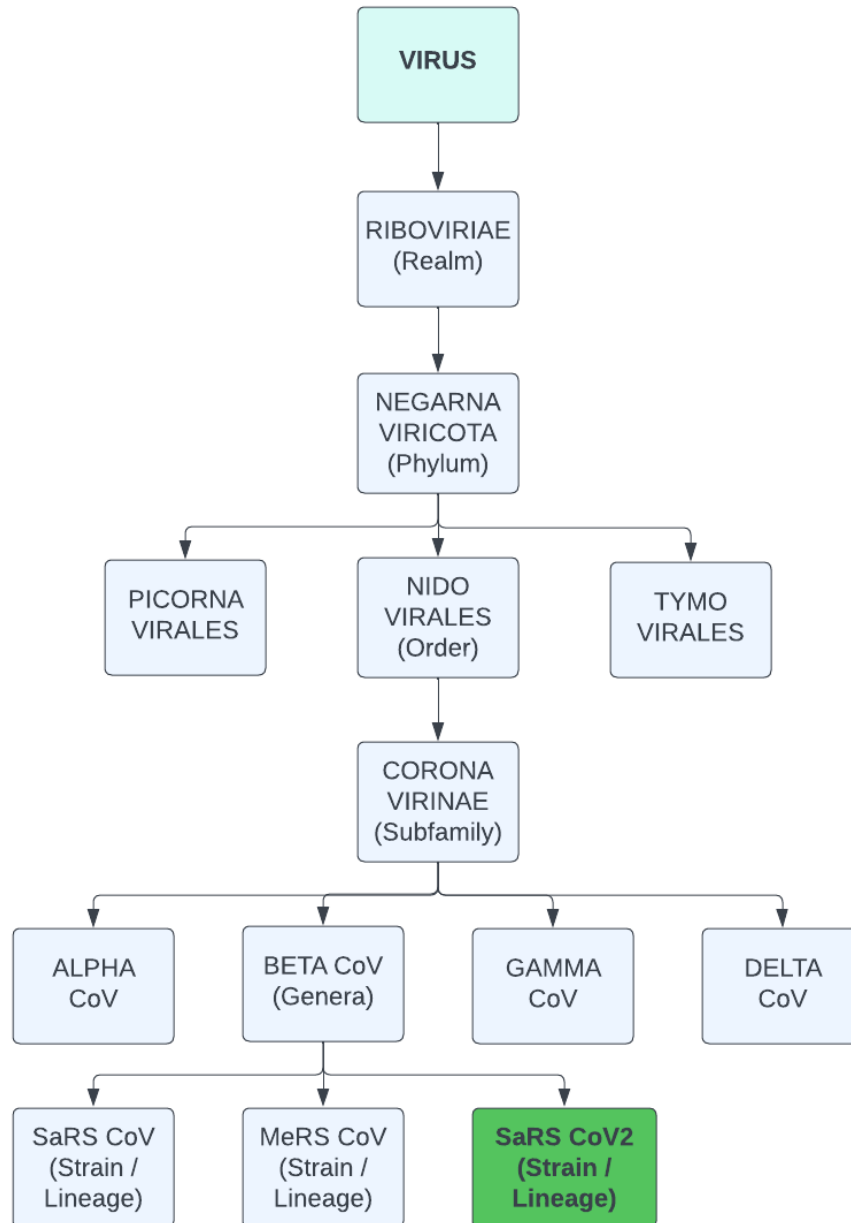 VIRUS
RIBOVIRIAE
(Realm)
NEGARNA
VIRICOTA
(Phylum)
PICORNA
VIRALES
NIDO
VIRALES
(Order)
TYMO
VIRALES
CORONA
VIRINAE
(Subfamily)
ALPHA
CoV
BETA CoV
(Genera)
GAMMA
CoV
DELTA
CoV
SaRS CoV
(Strain /
Lineage)
MeRS CoV
(Strain /
Lineage)
SaRS CoV2
(Strain /
Lineage)